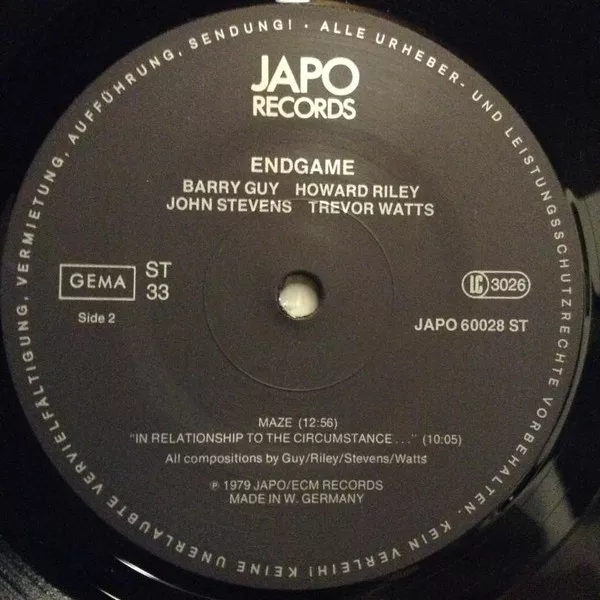 JAPO
RECORDS
ENDGAME
BARRY GUY HOWARD RILEY
JOHN STEVENS TREVOR WATTS
GEMA
ST
33
Side 2
LC 3026
JAPO 60028 ST
MAZE (12:56)
"IN RELATIONSHIP TO THE CIRCUMSTANCE . . ." (10:05)
All compositions by Guy/Riley/Stevens/Watts
℗ 1979 JAPO/ECM RECORDS
MADE IN W. GERMANY
ALLE URHEBER- UND LEISTUNGSSCHUTZRECHTE VORBEHALTEN. KEIN VERLEIH! KEINE UNERLAUBTE VERVIELFÄLTIGUNG, VERMIETUNG, AUFFÜHRUNG, SENDUNG! ·